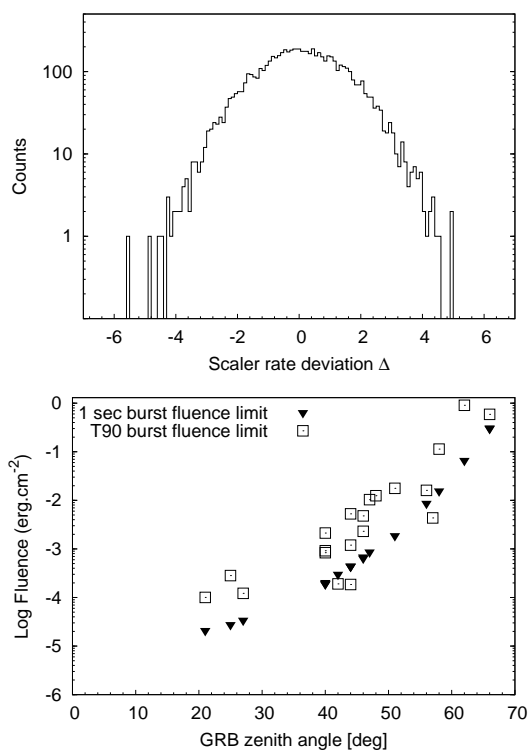 100
10
1
Counts
-6 -4 -2 0 2 4 6
Scaler rate deviation Δ
0
-1
-2
-3
-4
-5
-6
Log Fluence (erg.cm-2)
1 sec burst fluence limit
T90 burst fluence limit
0 10 20 30 40 50 60 70
GRB zenith angle [deg]